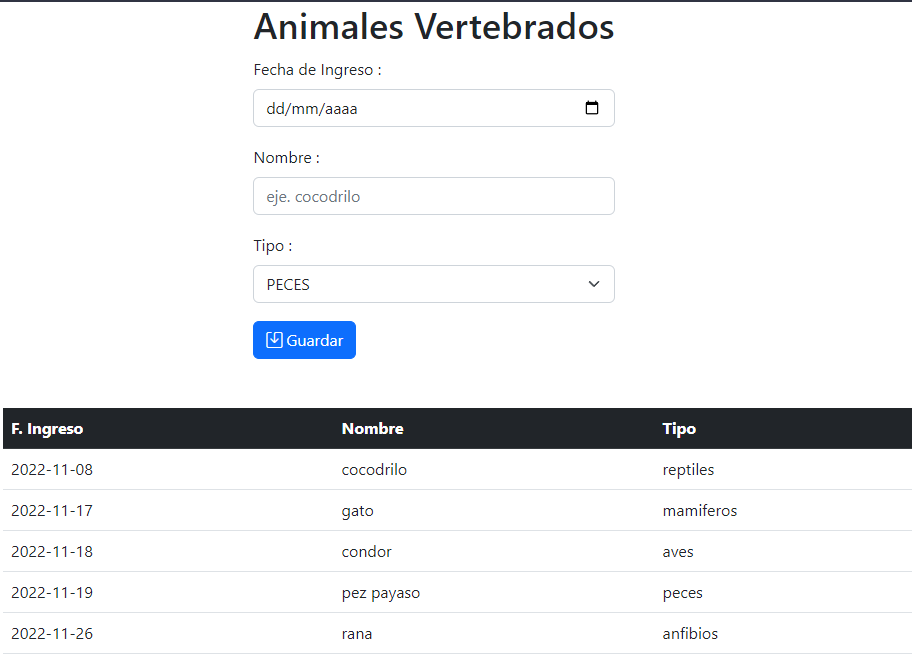 Animales Vertebrados
Fecha de Ingreso :
dd/mm/aaaa
Nombre :
eje. cocodrilo
Tipo :
PECES
Guardar
F. Ingreso Nombre Tipo
2022-11-08 cocodrilo reptiles
2022-11-17 gato mamiferos
2022-11-18 condor aves
2022-11-19 pez payaso peces
2022-11-26 rana anfibios